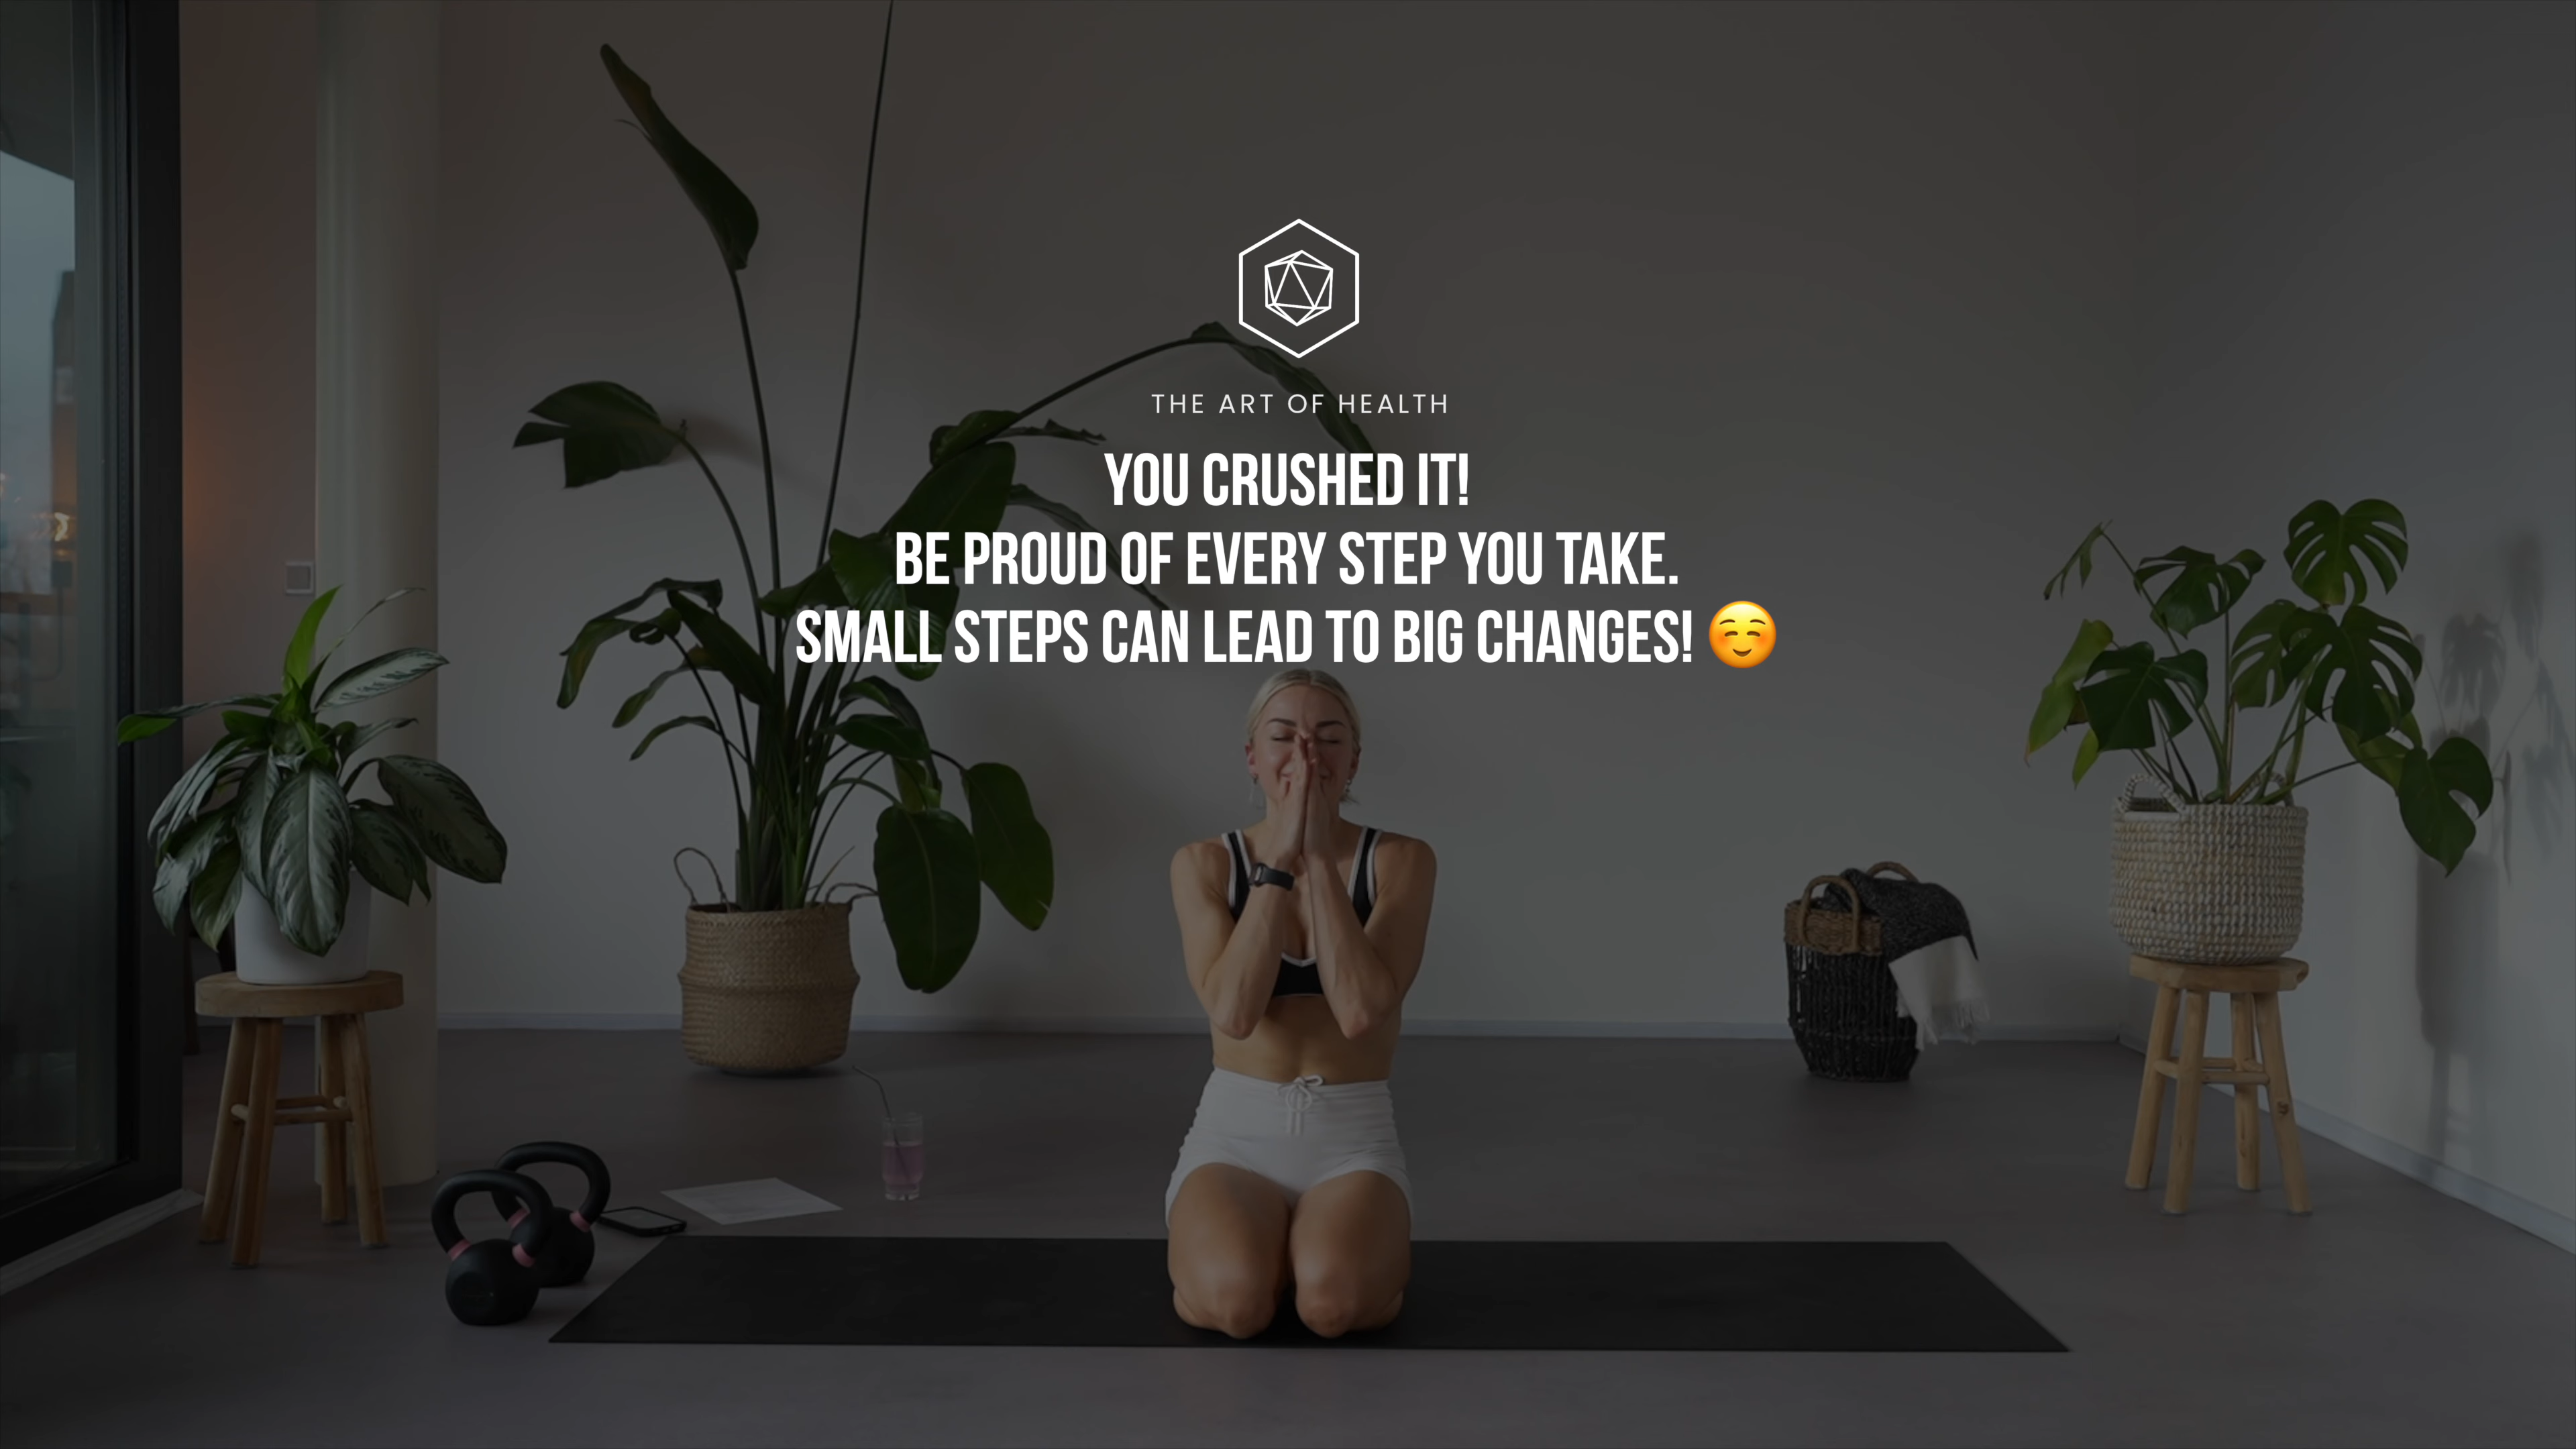 THE ART OF HEALTH
YOU CRUSHED IT!
BE PROUD OF EVERY STEP YOU TAKE.
SMALL STEPS CAN LEAD TO BIG CHANGES! ☺️